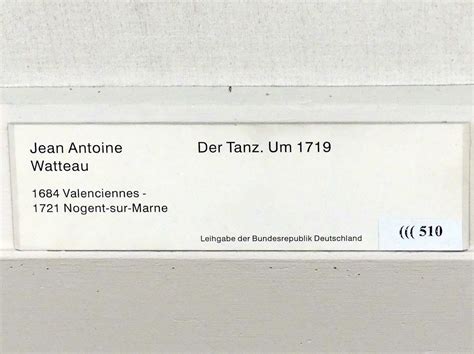 Jean Antoine
Watteau
Der Tanz. Um 1719
1684 Valenciennes -
1721 Nogent-sur-Marne
Leihgabe der Bundesrepublik Deutschland
((( 510